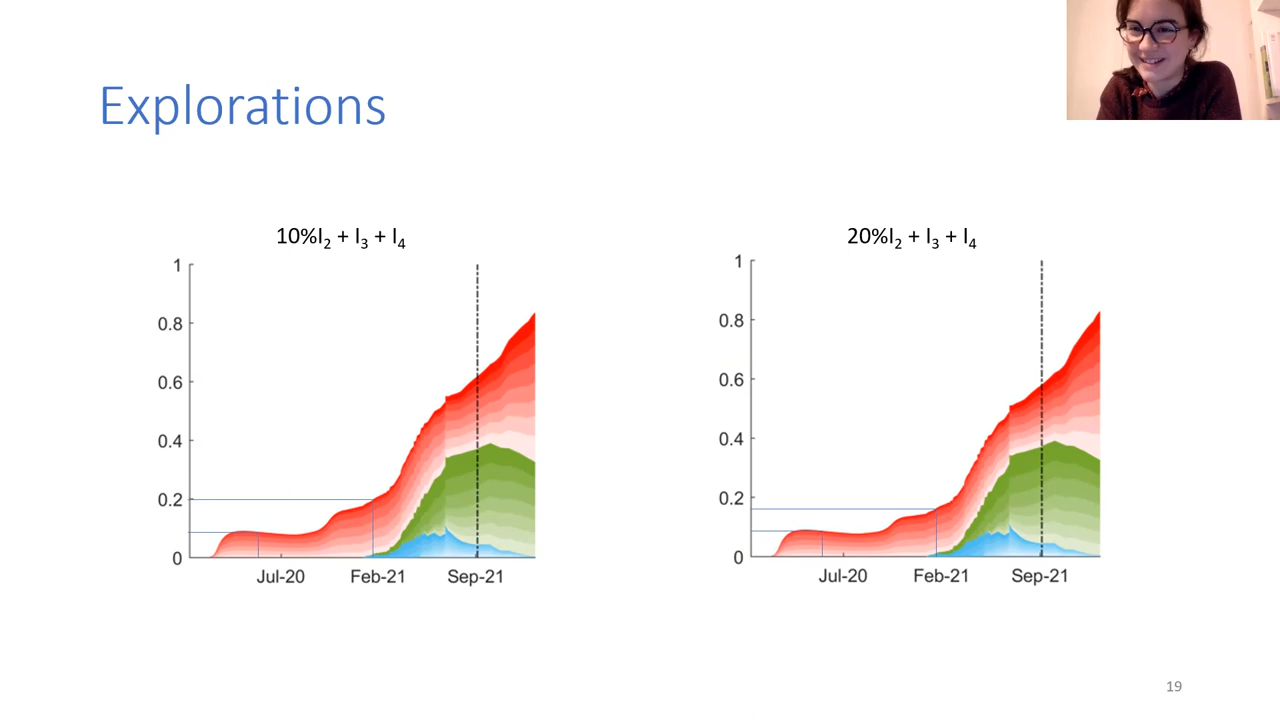 Explorations
10%I₂ + I₃ + I₄
1
0.8
0.6
0.4
0.2
0
Jul-20 Feb-21 Sep-21
20%I₂ + I₃ + I₄
1
0.8
0.6
0.4
0.2
0
Jul-20 Feb-21 Sep-21
19